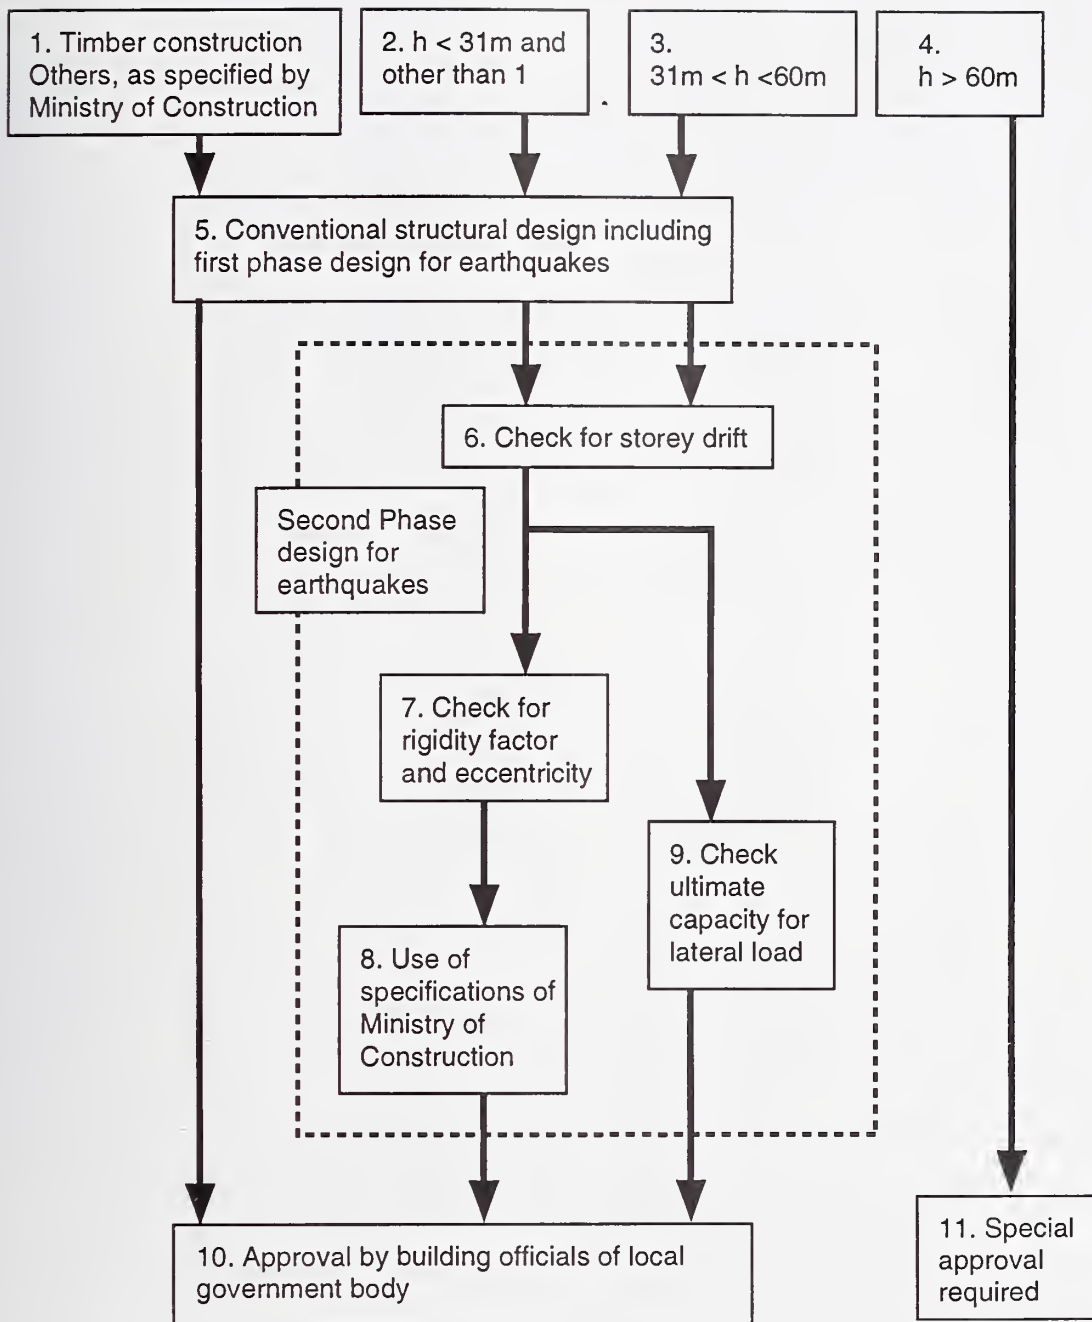 1. Timber construction
Others, as specified by
Ministry of Construction
2. h < 31m and
other than 1
3.
31m < h <60m
4.
h > 60m
5. Conventional structural design including
first phase design for earthquakes
6. Check for storey drift
Second Phase
design for
earthquakes
7. Check for
rigidity factor
and eccentricity
9. Check
ultimate
capacity for
lateral load
8. Use of
specifications of
Ministry of
Construction
10. Approval by building officials of local
government body
11. Special
approval
required